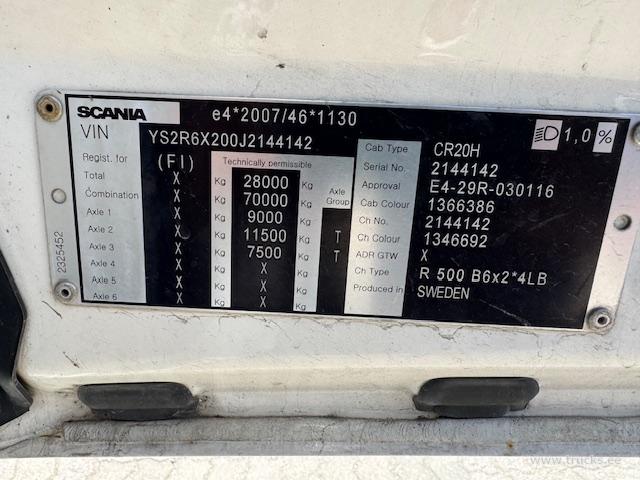 SCANIA e4*2007/46*1130
VIN YS2R6X200J2144142
1,0%
Regist. for (FI) Technically permissible
Total X Kg 28000 Kg
Combination X Kg 70000 Kg Axle Group
Axle 1 X Kg 9000 Kg
Axle 2 X Kg 11500 Kg T
Axle 3 X Kg 7500 Kg T
Axle 4 X Kg X Kg
Axle 5 X Kg X Kg
Axle 6 X Kg X Kg
Cab Type CR20H
Serial No. 2144142
Approval E4-29R-030116
Cab Colour 1366386
Ch No. 2144142
Ch Colour 1346692
ADR GTW X
Ch Type R 500 B6x2*4LB
Produced in SWEDEN
2325452
www.trucks.ee